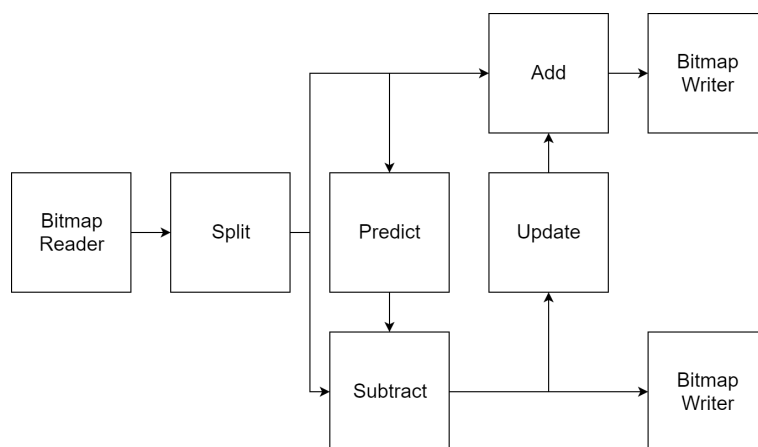 Add
Bitmap
Writer
Bitmap
Reader
Split
Predict
Update
Subtract
Bitmap
Writer